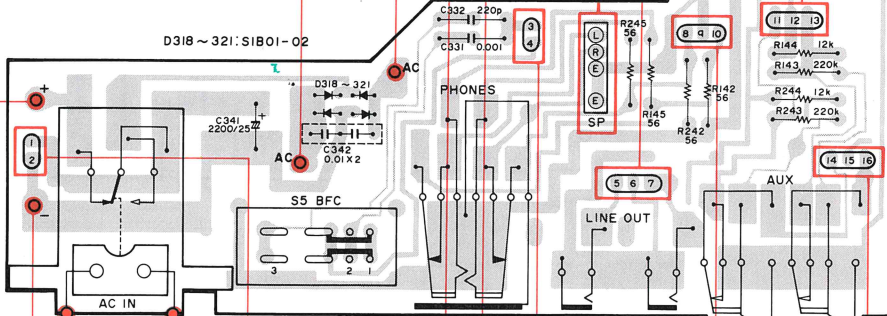 C332 220p
C331 0.001
3
4
L
R
E
E
SP
R245
56
R145
56
8 9 10
R142
56
R242
56
11 12 13
R144 12k
R143 220k
R244 12k
R243 220k
14 15 16
D318~321:S1B01-02
AC
D318~321
C341
2200/25
+
C342
0.01X2
AC
PHONES
+
1
2
-
S5 BFC
3 2 1
AC IN
5 6 7
LINE OUT
AUX